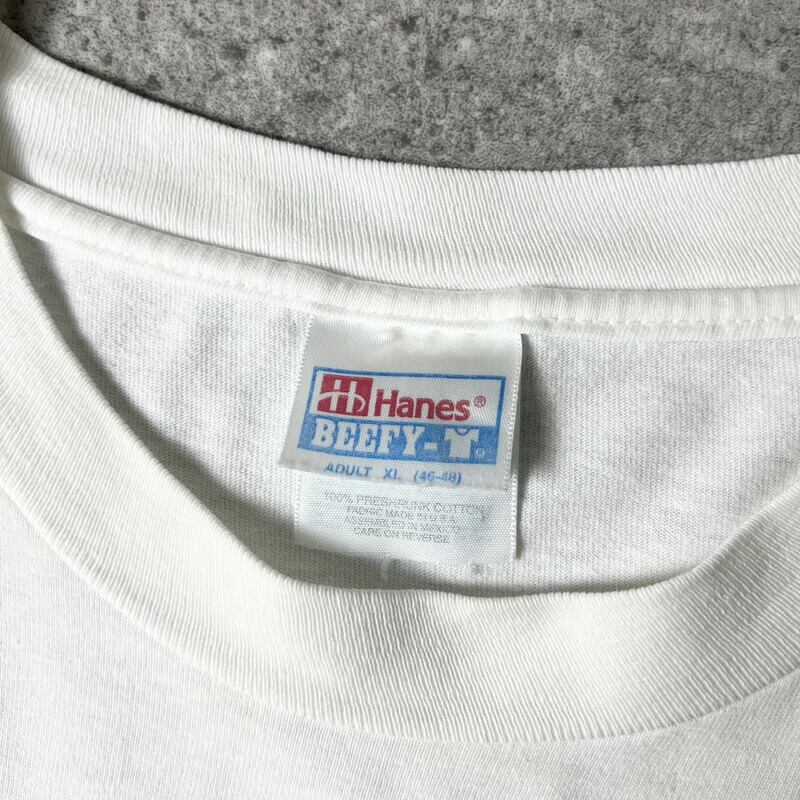 Hanes®
BEEFY-T®
ADULT XL (46-48)
100% PRESHRUNK COTTON
FABRIC MADE IN U.S.A.
ASSEMBLED IN MEXICO
CARE ON REVERSE